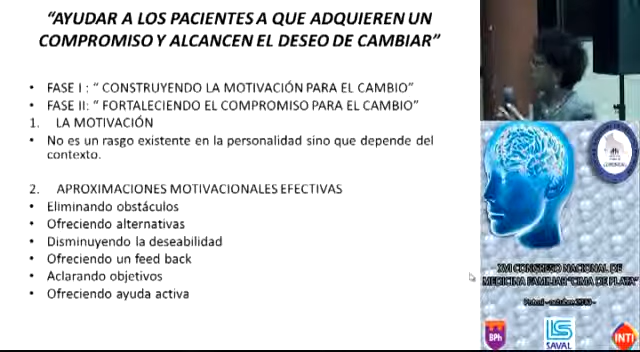 “AYUDAR A LOS PACIENTES A QUE ADQUIEREN UN
COMPROMISO Y ALCANCEN EL DESEO DE CAMBIAR”
• FASE I : “ CONSTRUYENDO LA MOTIVACIÓN PARA EL CAMBIO”
• FASE II: “ FORTALECIENDO EL COMPROMISO PARA EL CAMBIO”
1. LA MOTIVACIÓN
• No es un rasgo existente en la personalidad sino que depende del
contexto.
2. APROXIMACIONES MOTIVACIONALES EFECTIVAS
• Eliminando obstáculos
• Ofreciendo alternativas
• Disminuyendo la deseabilidad
• Ofreciendo un feed back
• Aclarando objetivos
• Ofreciendo ayuda activa
XVI CONGRESO NACIONAL DE
MEDICINA FAMILIAR “CIMA DE PLATA”
BPh
SAVAL
INTI